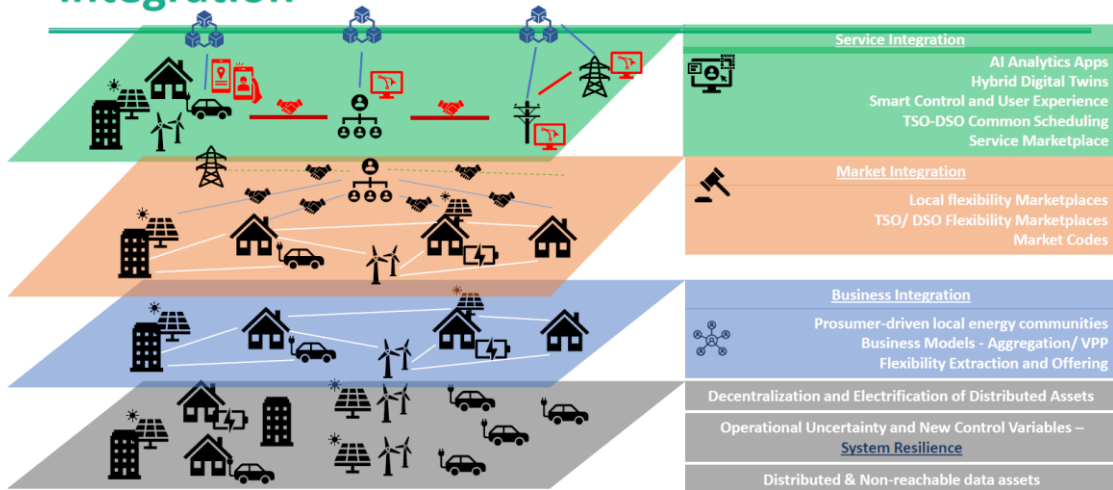 Integration
Service Integration
AI Analytics Apps
Hybrid Digital Twins
Smart Control and User Experience
TSO-DSO Common Scheduling
Service Marketplace
Market Integration
Local flexibility Marketplaces
TSO/ DSO Flexibility Marketplaces
Market Codes
Business Integration
Prosumer-driven local energy communities
Business Models - Aggregation/ VPP
Flexibility Extraction and Offering
Decentralization and Electrification of Distributed Assets
Operational Uncertainty and New Control Variables –
System Resilience
Distributed & Non-reachable data assets